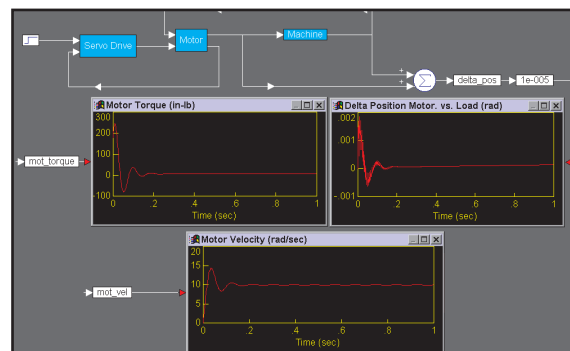 Servo Drive
Motor
Machine
+
+
Σ
delta_pos
1e-005
Motor Torque (in-lb)
300
200
100
0
-100
0 .2 .4 .6 .8 1
Time (sec)
mot_torque
Delta Position Motor. vs. Load (rad)
.002
.001
0
-.001
0 .2 .4 .6 .8 1
Time (sec)
Motor Velocity (rad/sec)
20
15
10
5
0
0 .2 .4 .6 .8 1
Time (sec)
mot_vel